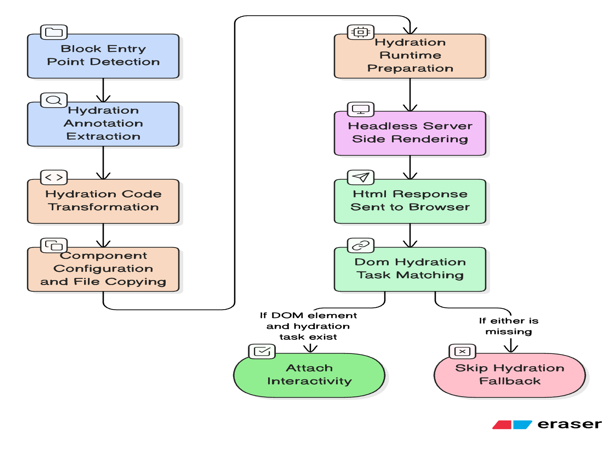 Block Entry
Point Detection
Hydration
Annotation
Extraction
Hydration Code
Transformation
Component
Configuration
and File Copying
Hydration
Runtime
Preparation
Headless Server
Side Rendering
Html Response
Sent to Browser
Dom Hydration
Task Matching
If DOM element
and hydration
task exist
If either is
missing
Attach
Interactivity
Skip Hydration
Fallback
eraser